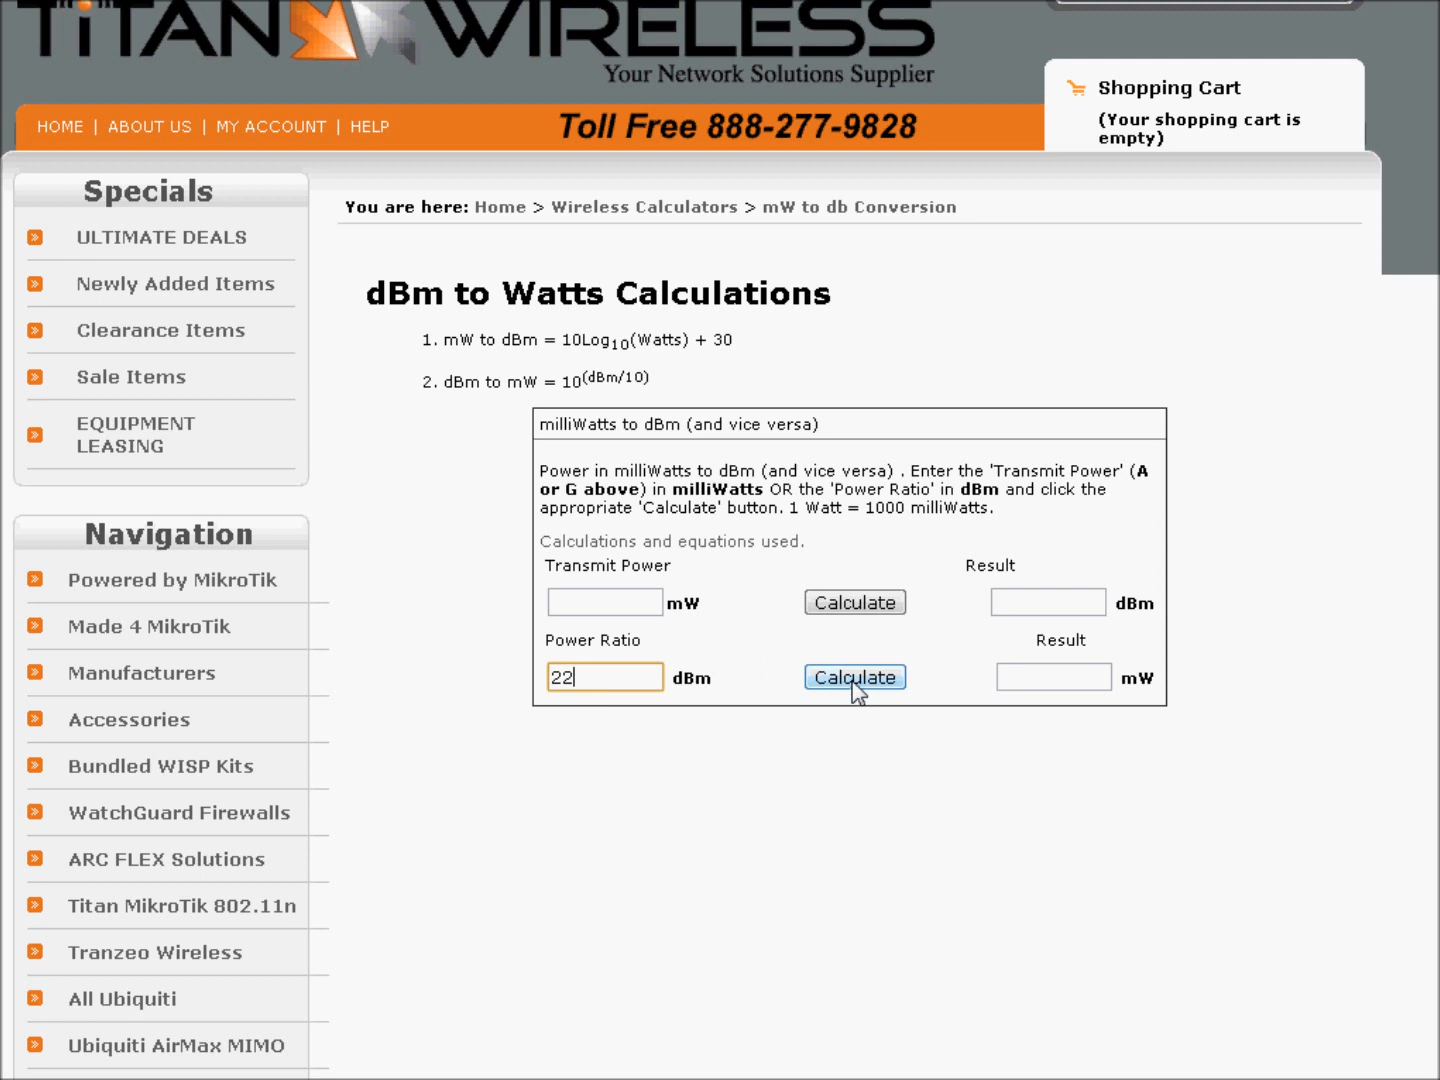 TiTAN WIRELESS
Your Network Solutions Supplier
Shopping Cart
(Your shopping cart is
empty)
HOME | ABOUT US | MY ACCOUNT | HELP
Toll Free 888-277-9828
Specials
ULTIMATE DEALS
Newly Added Items
Clearance Items
Sale Items
EQUIPMENT
LEASING
Navigation
Powered by MikroTik
Made 4 MikroTik
Manufacturers
Accessories
Bundled WISP Kits
WatchGuard Firewalls
ARC FLEX Solutions
Titan MikroTik 802.11n
Tranzeo Wireless
All Ubiquiti
Ubiquiti AirMax MIMO
You are here: Home > Wireless Calculators > mW to db Conversion
dBm to Watts Calculations
1. mW to dBm = 10Log10(Watts) + 30
2. dBm to mW = 10(dBm/10)
milliWatts to dBm (and vice versa)
Power in milliWatts to dBm (and vice versa) . Enter the 'Transmit Power' (A
or G above) in milliWatts OR the 'Power Ratio' in dBm and click the
appropriate 'Calculate' button. 1 Watt = 1000 milliWatts.
Calculations and equations used.
Transmit Power Result
mW Calculate dBm
Power Ratio Result
22 dBm Calculate mW